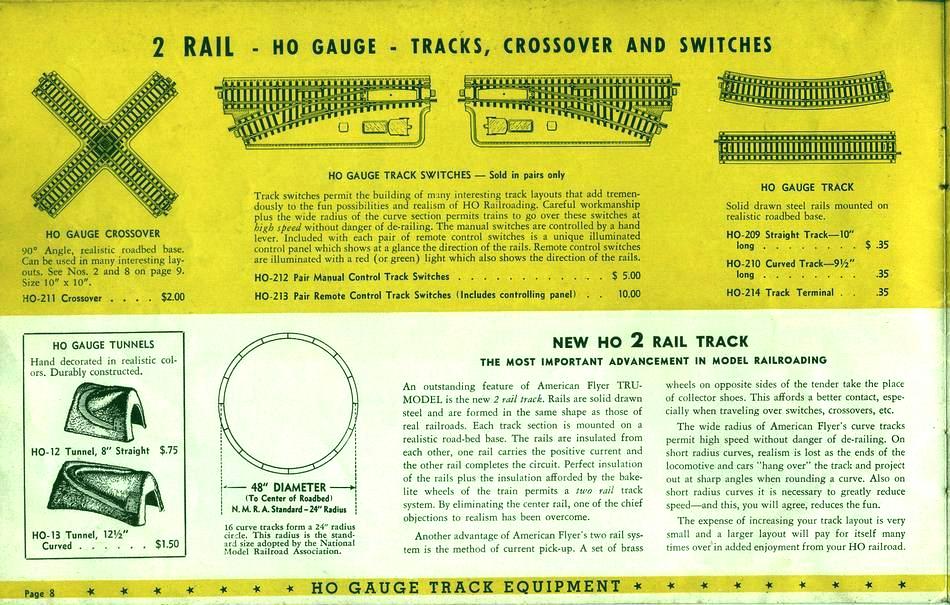 2 RAIL - HO GAUGE - TRACKS, CROSSOVER AND SWITCHES
HO GAUGE CROSSOVER
90° Angle, realistic roadbed base.
Can be used in many interesting lay-
outs. See Nos. 2 and 8 on page 9.
Size 10" x 10".
HO-211 Crossover . . . . $2.00
HO GAUGE TRACK SWITCHES — Sold in pairs only
Track switches permit the building of many interesting track layouts that add tremen-
dously to the fun possibilities and realism of HO Railroading. Careful workmanship
plus the wide radius of the curve section permits trains to go over these switches at
high speed without danger of de-railing. The manual switches are controlled by a hand
lever. Included with each pair of remote control switches is a unique illuminated
control panel which shows at a glance the direction of the rails. Remote control switches
are illuminated with a red (or green) light which also shows the direction of the rails.
HO-212 Pair Manual Control Track Switches . . . . . . . . . . . . $ 5.00
HO-213 Pair Remote Control Track Switches (Includes controlling panel) . . 10.00
HO GAUGE TRACK
Solid drawn steel rails mounted on
realistic roadbed base.
HO-209 Straight Track—10"
long . . . . . . . . $ .35
HO-210 Curved Track—9½"
long . . . . . . . . .35
HO-214 Track Terminal . . .35
HO GAUGE TUNNELS
Hand decorated in realistic col-
ors. Durably constructed.
HO-12 Tunnel, 8" Straight $.75
HO-13 Tunnel, 12½"
Curved . . . . . . . $1.50
48" DIAMETER
(To Center of Roadbed)
N. M. R. A. Standard—24" Radius
16 curve tracks form a 24" radius
circle. This radius is the stand-
ard size adopted by the National
Model Railroad Association.
NEW HO 2 RAIL TRACK
THE MOST IMPORTANT ADVANCEMENT IN MODEL RAILROADING
An outstanding feature of American Flyer TRU-
MODEL is the new 2 rail track. Rails are solid drawn
steel and are formed in the same shape as those of
real railroads. Each track section is mounted on a
realistic road-bed base. The rails are insulated from
each other, one rail carries the positive current and
the other rail completes the circuit. Perfect insulation
of the rails plus the insulation afforded by the bake-
lite wheels of the train permits a two rail track
system. By eliminating the center rail, one of the chief
objections to realism has been overcome.
Another advantage of American Flyer's two rail sys-
tem is the method of current pick-up. A set of brass
wheels on opposite sides of the tender take the place
of collector shoes. This affords a better contact, espe-
cially when traveling over switches, crossovers, etc.
The wide radius of American Flyer's curve tracks
permit high speed without danger of de-railing. On
short radius curves, realism is lost as the ends of the
locomotive and cars "hang over" the track and project
out at sharp angles when rounding a curve. Also on
short radius curves it is necessary to greatly reduce
speed—and this, you will agree, reduces the fun.
The expense of increasing your track layout is very
small and a larger layout will pay for itself many
times over in added enjoyment from your HO railroad.
Page 8 ★ ★ ★ ★ ★ ★ ★ HO GAUGE TRACK EQUIPMENT ★ ★ ★ ★ ★ ★ ★ ★ ★